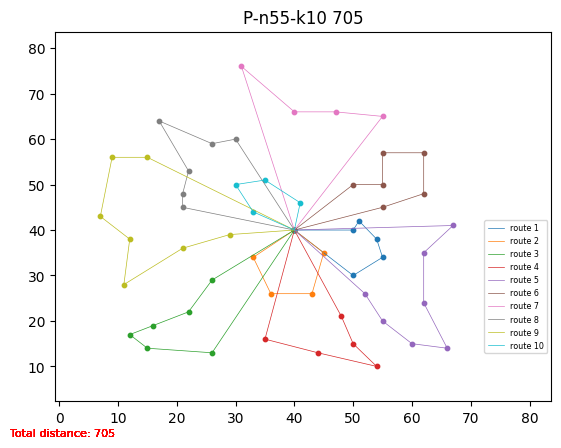 P-n55-k10 705
80
70
60
50
40
30
20
10
0 10 20 30 40 50 60 70 80
route 1
route 2
route 3
route 4
route 5
route 6
route 7
route 8
route 9
route 10
Total distance: 705